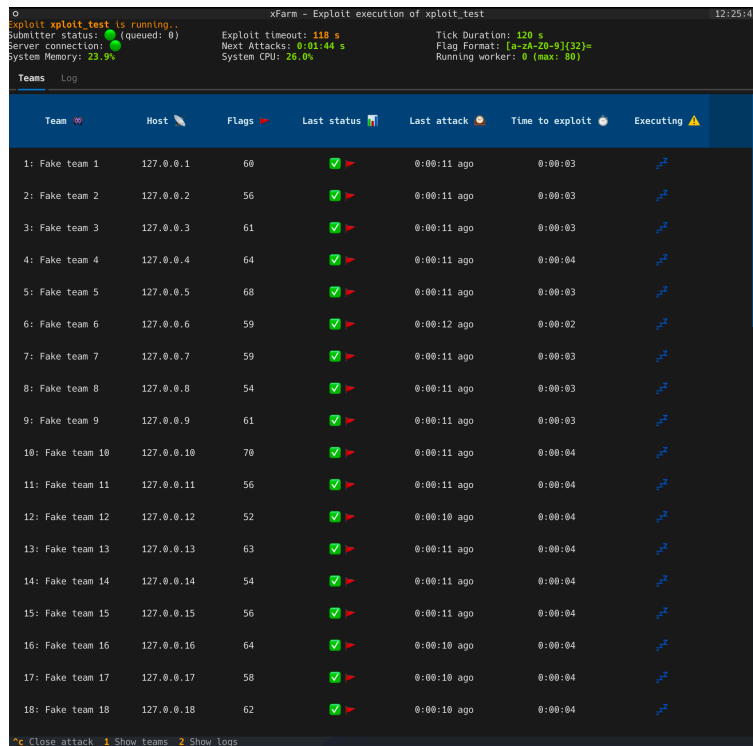 xFarm - Exploit execution of xploit_test 12:25:4
Exploit xploit_test is running..
Submitter status: (queued: 0) Exploit timeout: 118 s Tick Duration: 120 s
Server connection: Next Attacks: 0:01:44 s Flag Format: [a-zA-Z0-9]{32}=
System Memory: 23.9% System CPU: 26.0% Running worker: 0 (max: 80)
Teams Log
Team Host Flags Last status Last attack Time to exploit Executing
1: Fake team 1 127.0.0.1 60 0:00:11 ago 0:00:03
2: Fake team 2 127.0.0.2 56 0:00:11 ago 0:00:03
3: Fake team 3 127.0.0.3 61 0:00:11 ago 0:00:03
4: Fake team 4 127.0.0.4 64 0:00:11 ago 0:00:04
5: Fake team 5 127.0.0.5 68 0:00:11 ago 0:00:03
6: Fake team 6 127.0.0.6 59 0:00:12 ago 0:00:02
7: Fake team 7 127.0.0.7 59 0:00:11 ago 0:00:03
8: Fake team 8 127.0.0.8 54 0:00:11 ago 0:00:03
9: Fake team 9 127.0.0.9 61 0:00:11 ago 0:00:03
10: Fake team 10 127.0.0.10 70 0:00:11 ago 0:00:04
11: Fake team 11 127.0.0.11 56 0:00:11 ago 0:00:04
12: Fake team 12 127.0.0.12 52 0:00:10 ago 0:00:04
13: Fake team 13 127.0.0.13 63 0:00:11 ago 0:00:04
14: Fake team 14 127.0.0.14 54 0:00:11 ago 0:00:04
15: Fake team 15 127.0.0.15 56 0:00:11 ago 0:00:04
16: Fake team 16 127.0.0.16 64 0:00:10 ago 0:00:04
17: Fake team 17 127.0.0.17 58 0:00:10 ago 0:00:04
18: Fake team 18 127.0.0.18 62 0:00:10 ago 0:00:04
^c Close attack 1 Show teams 2 Show logs